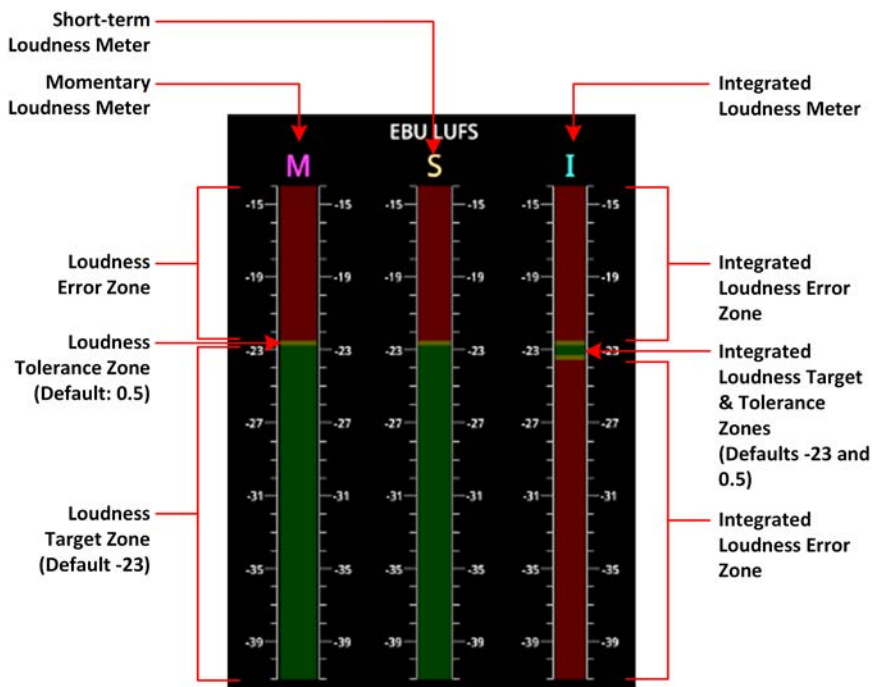 Short-term
Loudness Meter
Momentary
Loudness Meter
Integrated
Loudness Meter
EBU LUFS
M S I
-15 -15 -15 -15 -15 -15
-19 -19 -19 -19 -19 -19
-23 -23 -23 -23 -23 -23
-27 -27 -27 -27 -27 -27
-31 -31 -31 -31 -31 -31
-35 -35 -35 -35 -35 -35
-39 -39 -39 -39 -39 -39
Loudness
Error Zone
Loudness
Tolerance Zone
(Default: 0.5)
Loudness
Target Zone
(Default -23)
Integrated
Loudness Error
Zone
Integrated
Loudness Target
& Tolerance
Zones
(Defaults -23 and
0.5)
Integrated
Loudness Error
Zone